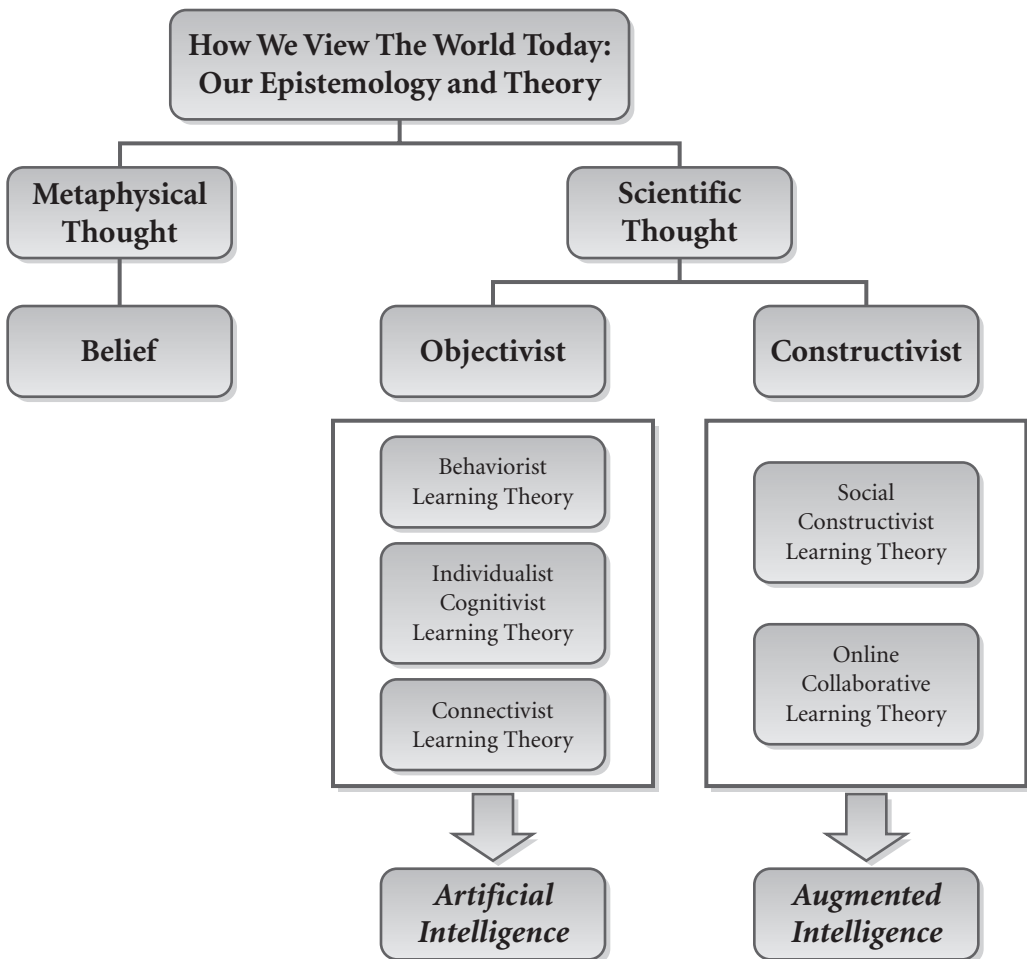 How We View The World Today:
Our Epistemology and Theory
Metaphysical
Thought
Scientific
Thought
Belief
Objectivist
Constructivist
Behaviorist
Learning Theory
Individualist
Cognitivist
Learning Theory
Connectivist
Learning Theory
Social
Constructivist
Learning Theory
Online
Collaborative
Learning Theory
Artificial
Intelligence
Augmented
Intelligence